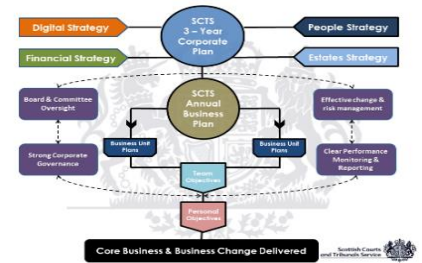 Digital Strategy
SCTS
3 – Year
Corporate
Plan
People Strategy
Financial Strategy
Estates Strategy
Board & Committee
Oversight
SCTS
Annual
Business
Plan
Effective change &
risk management
Business Unit
Plans
Business Unit
Plans
Strong Corporate
Governance
Clear Performance
Monitoring &
Reporting
Team
Objectives
Personal
Objectives
Core Business & Business Change Delivered
Scottish Courts
and Tribunals Service